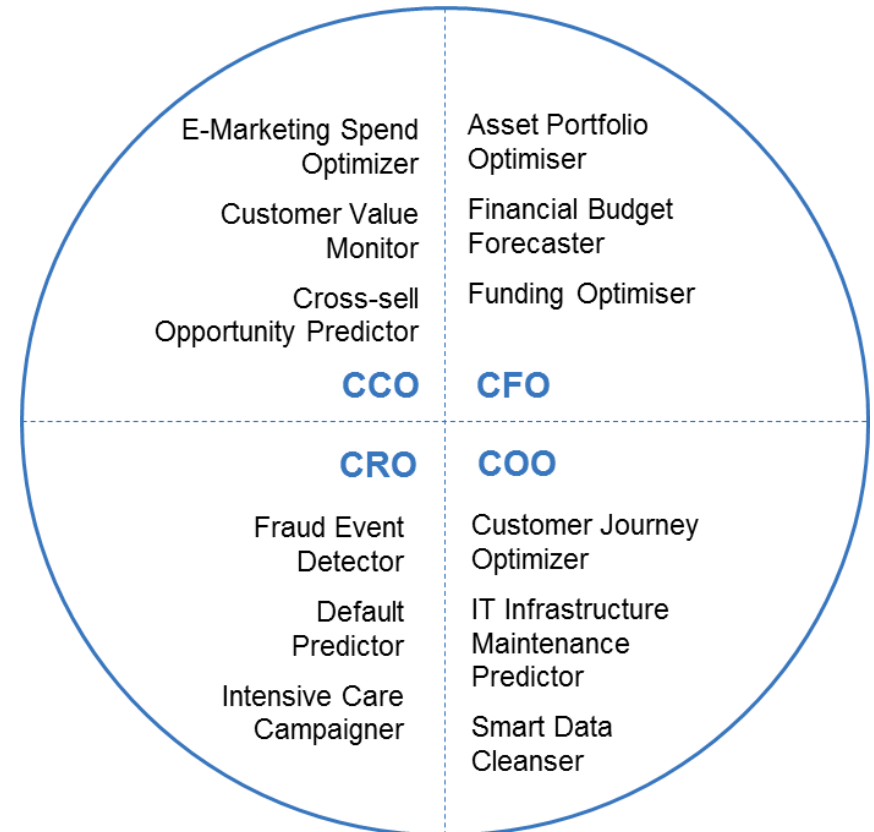 E-Marketing Spend
Optimizer
Customer Value
Monitor
Cross-sell
Opportunity Predictor
CCO
Asset Portfolio
Optimiser
Financial Budget
Forecaster
Funding Optimiser
CFO
CRO
Fraud Event
Detector
Default
Predictor
Intensive Care
Campaigner
COO
Customer Journey
Optimizer
IT Infrastructure
Maintenance
Predictor
Smart Data
Cleanser